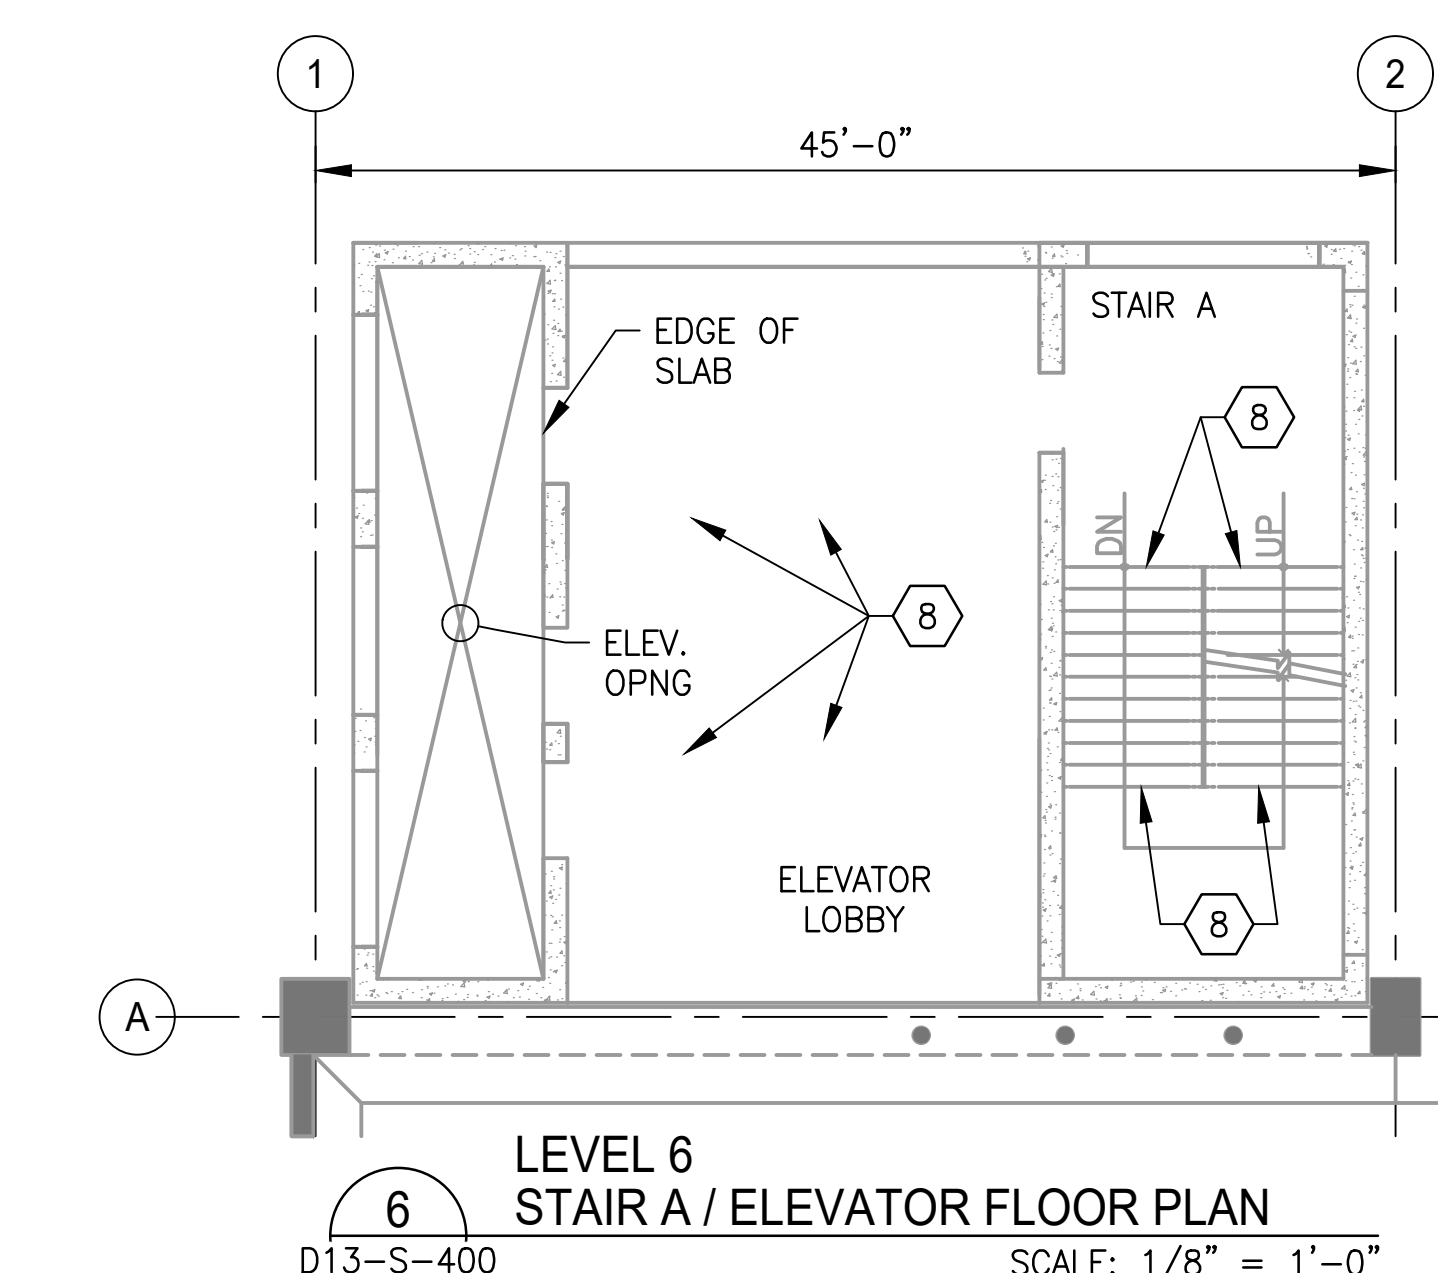 1
2
45'-0"
STAIR A
EDGE OF
SLAB
8
DN
UP
8
ELEV.
OPNG
ELEVATOR
LOBBY
8
A
LEVEL 6
STAIR A / ELEVATOR FLOOR PLAN
6
D13-S-400
SCALE: 1/8" = 1'-0"